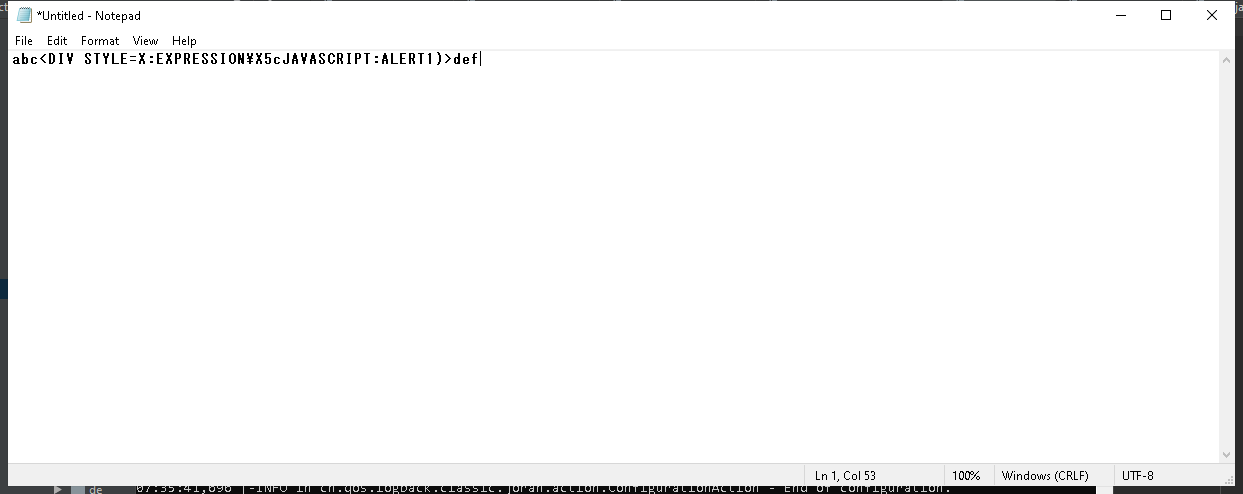 *Untitled - Notepad
File Edit Format View Help
abc<DIV STYLE=X:EXPRESSION¥X5cJAVASCRIPT:ALERT1)>def
Ln 1, Col 53 100% Windows (CRLF) UTF-8
de 07:35:41,696 |-INFO in ch.qos.logback.classic.joran.action.ConfigurationAction - End of configuration.